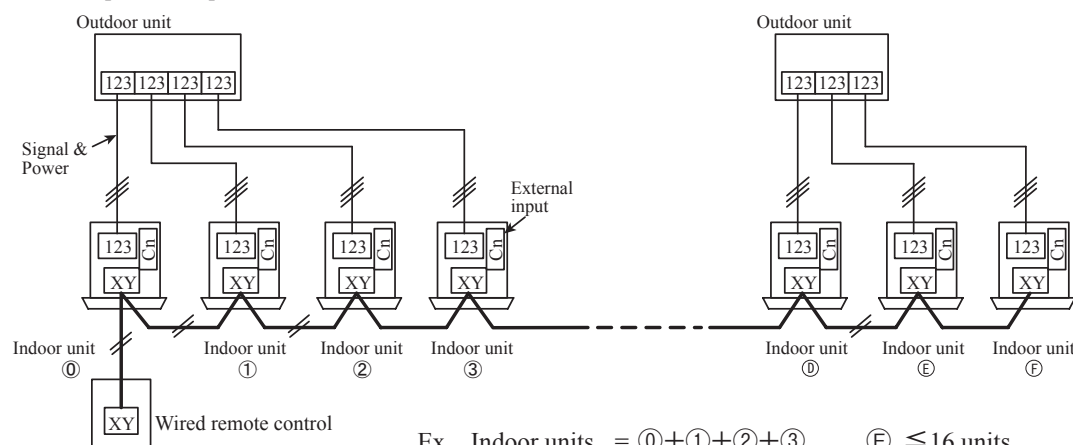 Outdoor unit
Outdoor unit
123 123 123 123
123 123 123
Signal &
Power
External
input
123 Cn
123 Cn
123 Cn
123 Cn
123 Cn
123 Cn
123 Cn
XY
XY
XY
XY
XY
XY
XY
Indoor unit
⓪
Indoor unit
①
Indoor unit
②
Indoor unit
③
Indoor unit
Ⓓ
Indoor unit
Ⓔ
Indoor unit
Ⓕ
XY
Wired remote control
Ex. Indoor units = ⓪+①+②+③ Ⓕ ≦16 units